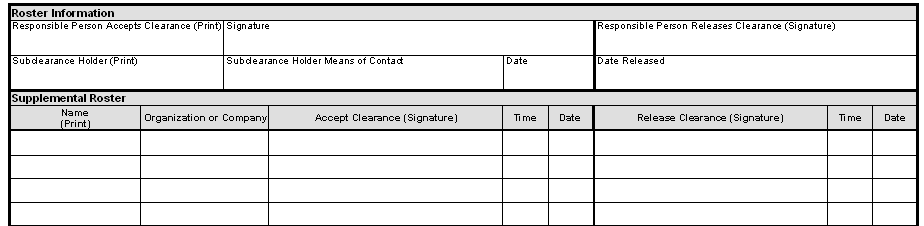 Roster Information
Responsible Person Accepts Clearance (Print) Signature Responsible Person Releases Clearance (Signature)
Subclearance Holder (Print) Subclearance Holder Means of Contact Date Date Released
Supplemental Roster
Name
(Print) Organization or Company Accept Clearance (Signature) Time Date Release Clearance (Signature) Time Date